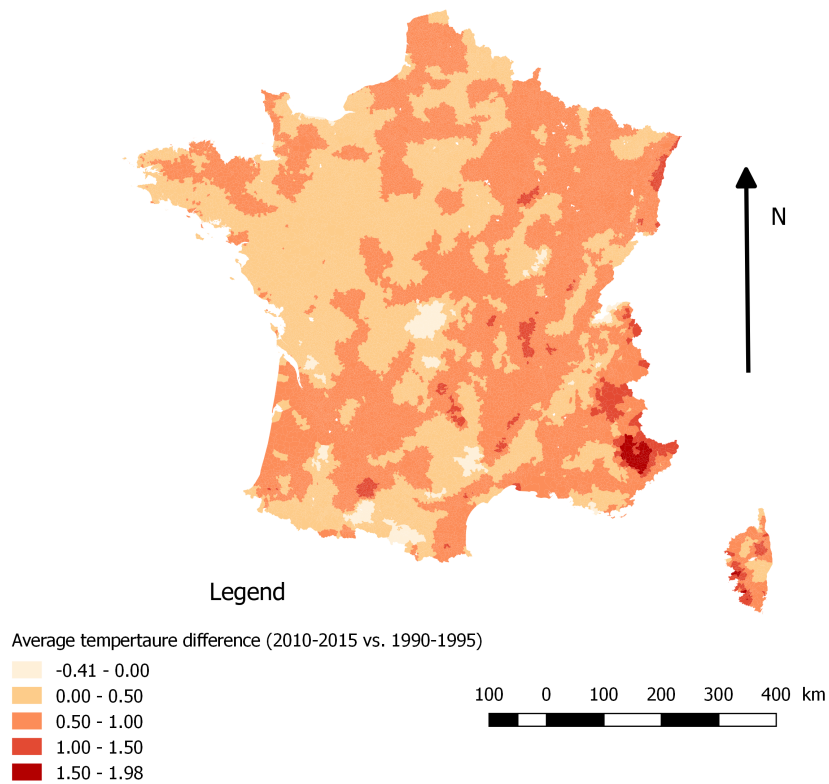 N
Legend
Average tempertaure difference (2010-2015 vs. 1990-1995)
-0.41 - 0.00
0.00 - 0.50
0.50 - 1.00
1.00 - 1.50
1.50 - 1.98
100 0 100 200 300 400 km